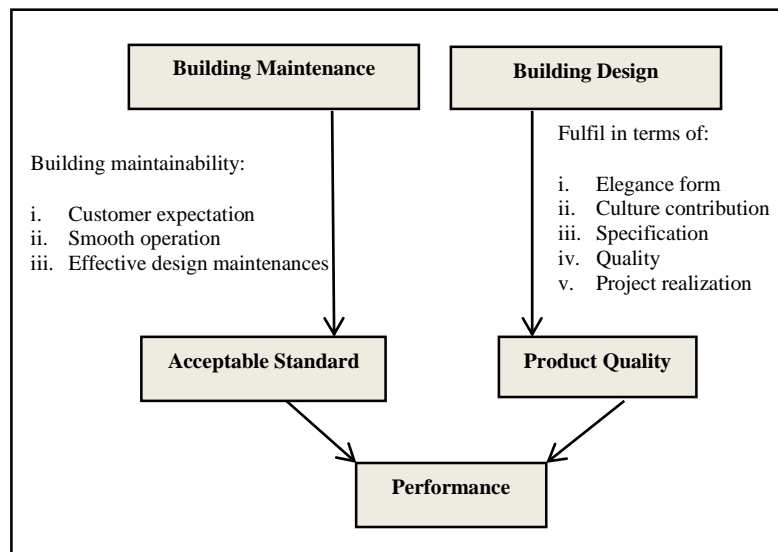 Building Maintenance
Building Design
Building maintainability:
i. Customer expectation
ii. Smooth operation
iii. Effective design maintenances
Fulfil in terms of:
i. Elegance form
ii. Culture contribution
iii. Specification
iv. Quality
v. Project realization
Acceptable Standard
Product Quality
Performance